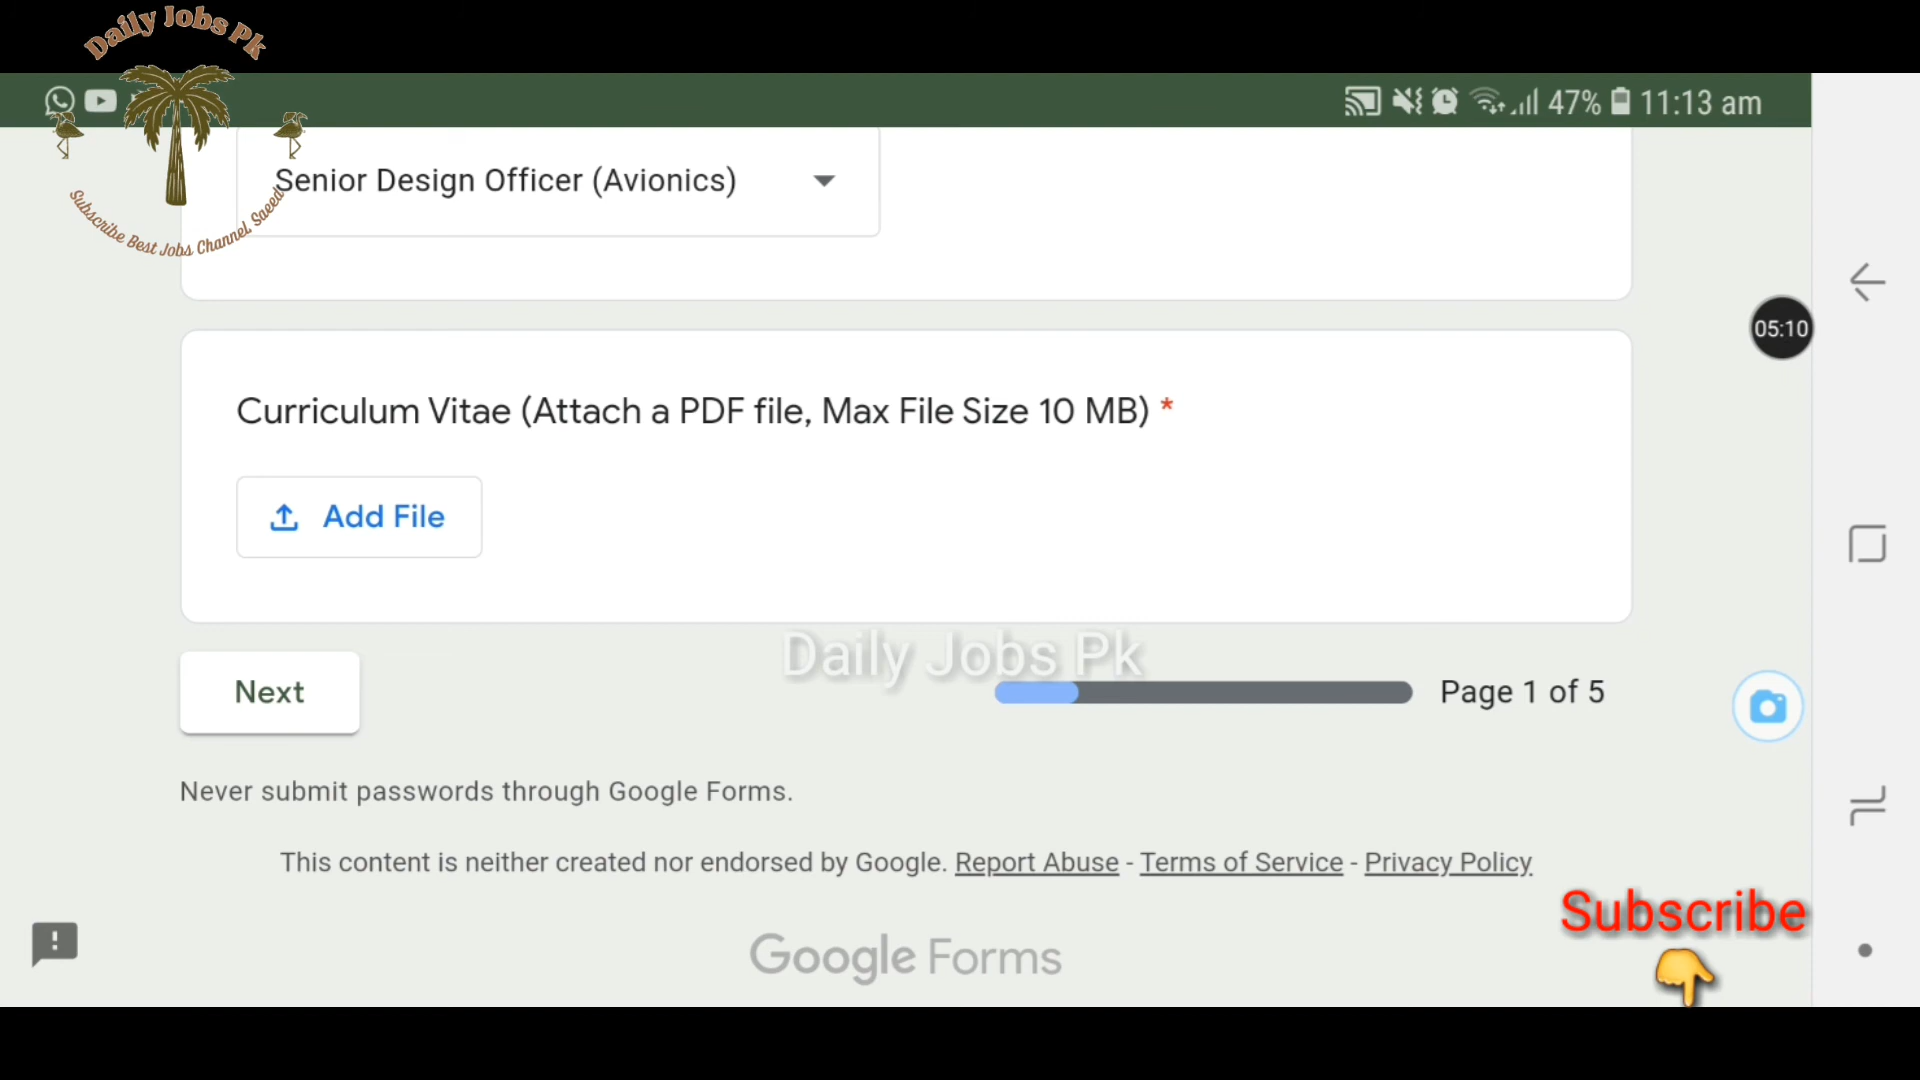 Daily Jobs Pk
47% 11:13 am
Senior Design Officer (Avionics)
Subscribe Best Jobs Channel, Saeed
05:10
Curriculum Vitae (Attach a PDF file, Max File Size 10 MB) *
Add File
Daily Jobs Pk
Next
Page 1 of 5
Never submit passwords through Google Forms.
This content is neither created nor endorsed by Google. Report Abuse - Terms of Service - Privacy Policy
Subscribe
Google Forms